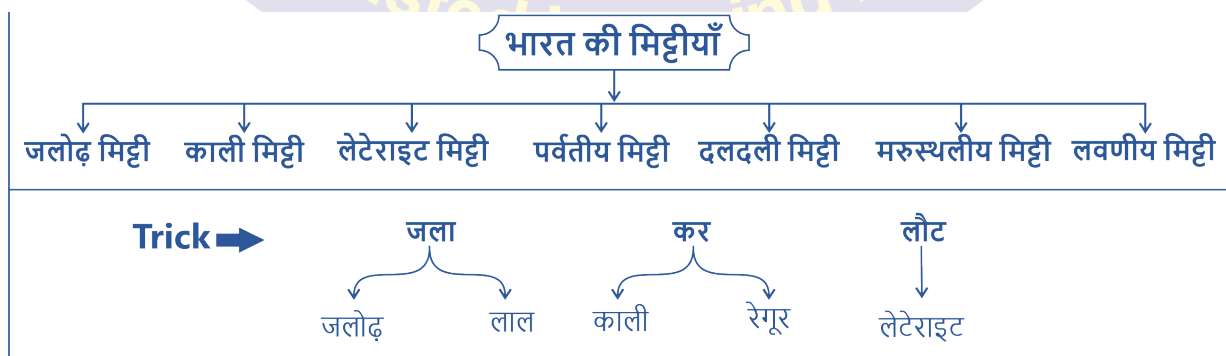 भारत की मिट्टीयाँ
जलोढ़ मिट्टी काली मिट्टी लेटेराइट मिट्टी पर्वतीय मिट्टी दलदली मिट्टी मरुस्थलीय मिट्टी लवणीय मिट्टी
Trick जला कर लौट
जलोढ़ लाल काली रेगूर लेटेराइट